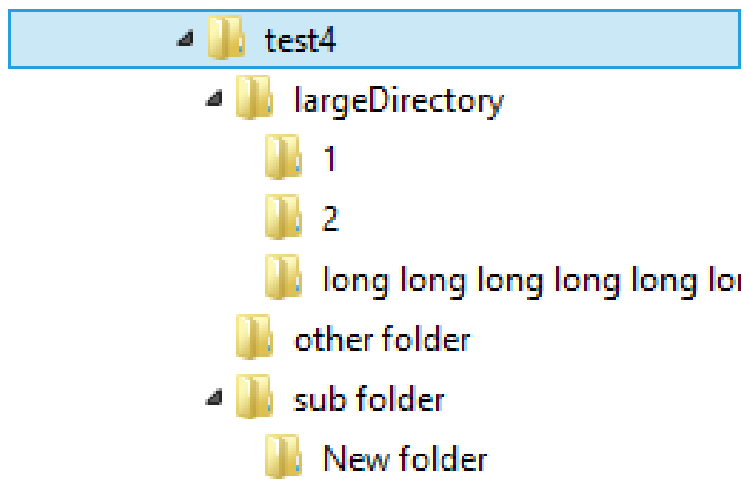 test4
largeDirectory
1
2
long long long long long
other folder
sub folder
New folder